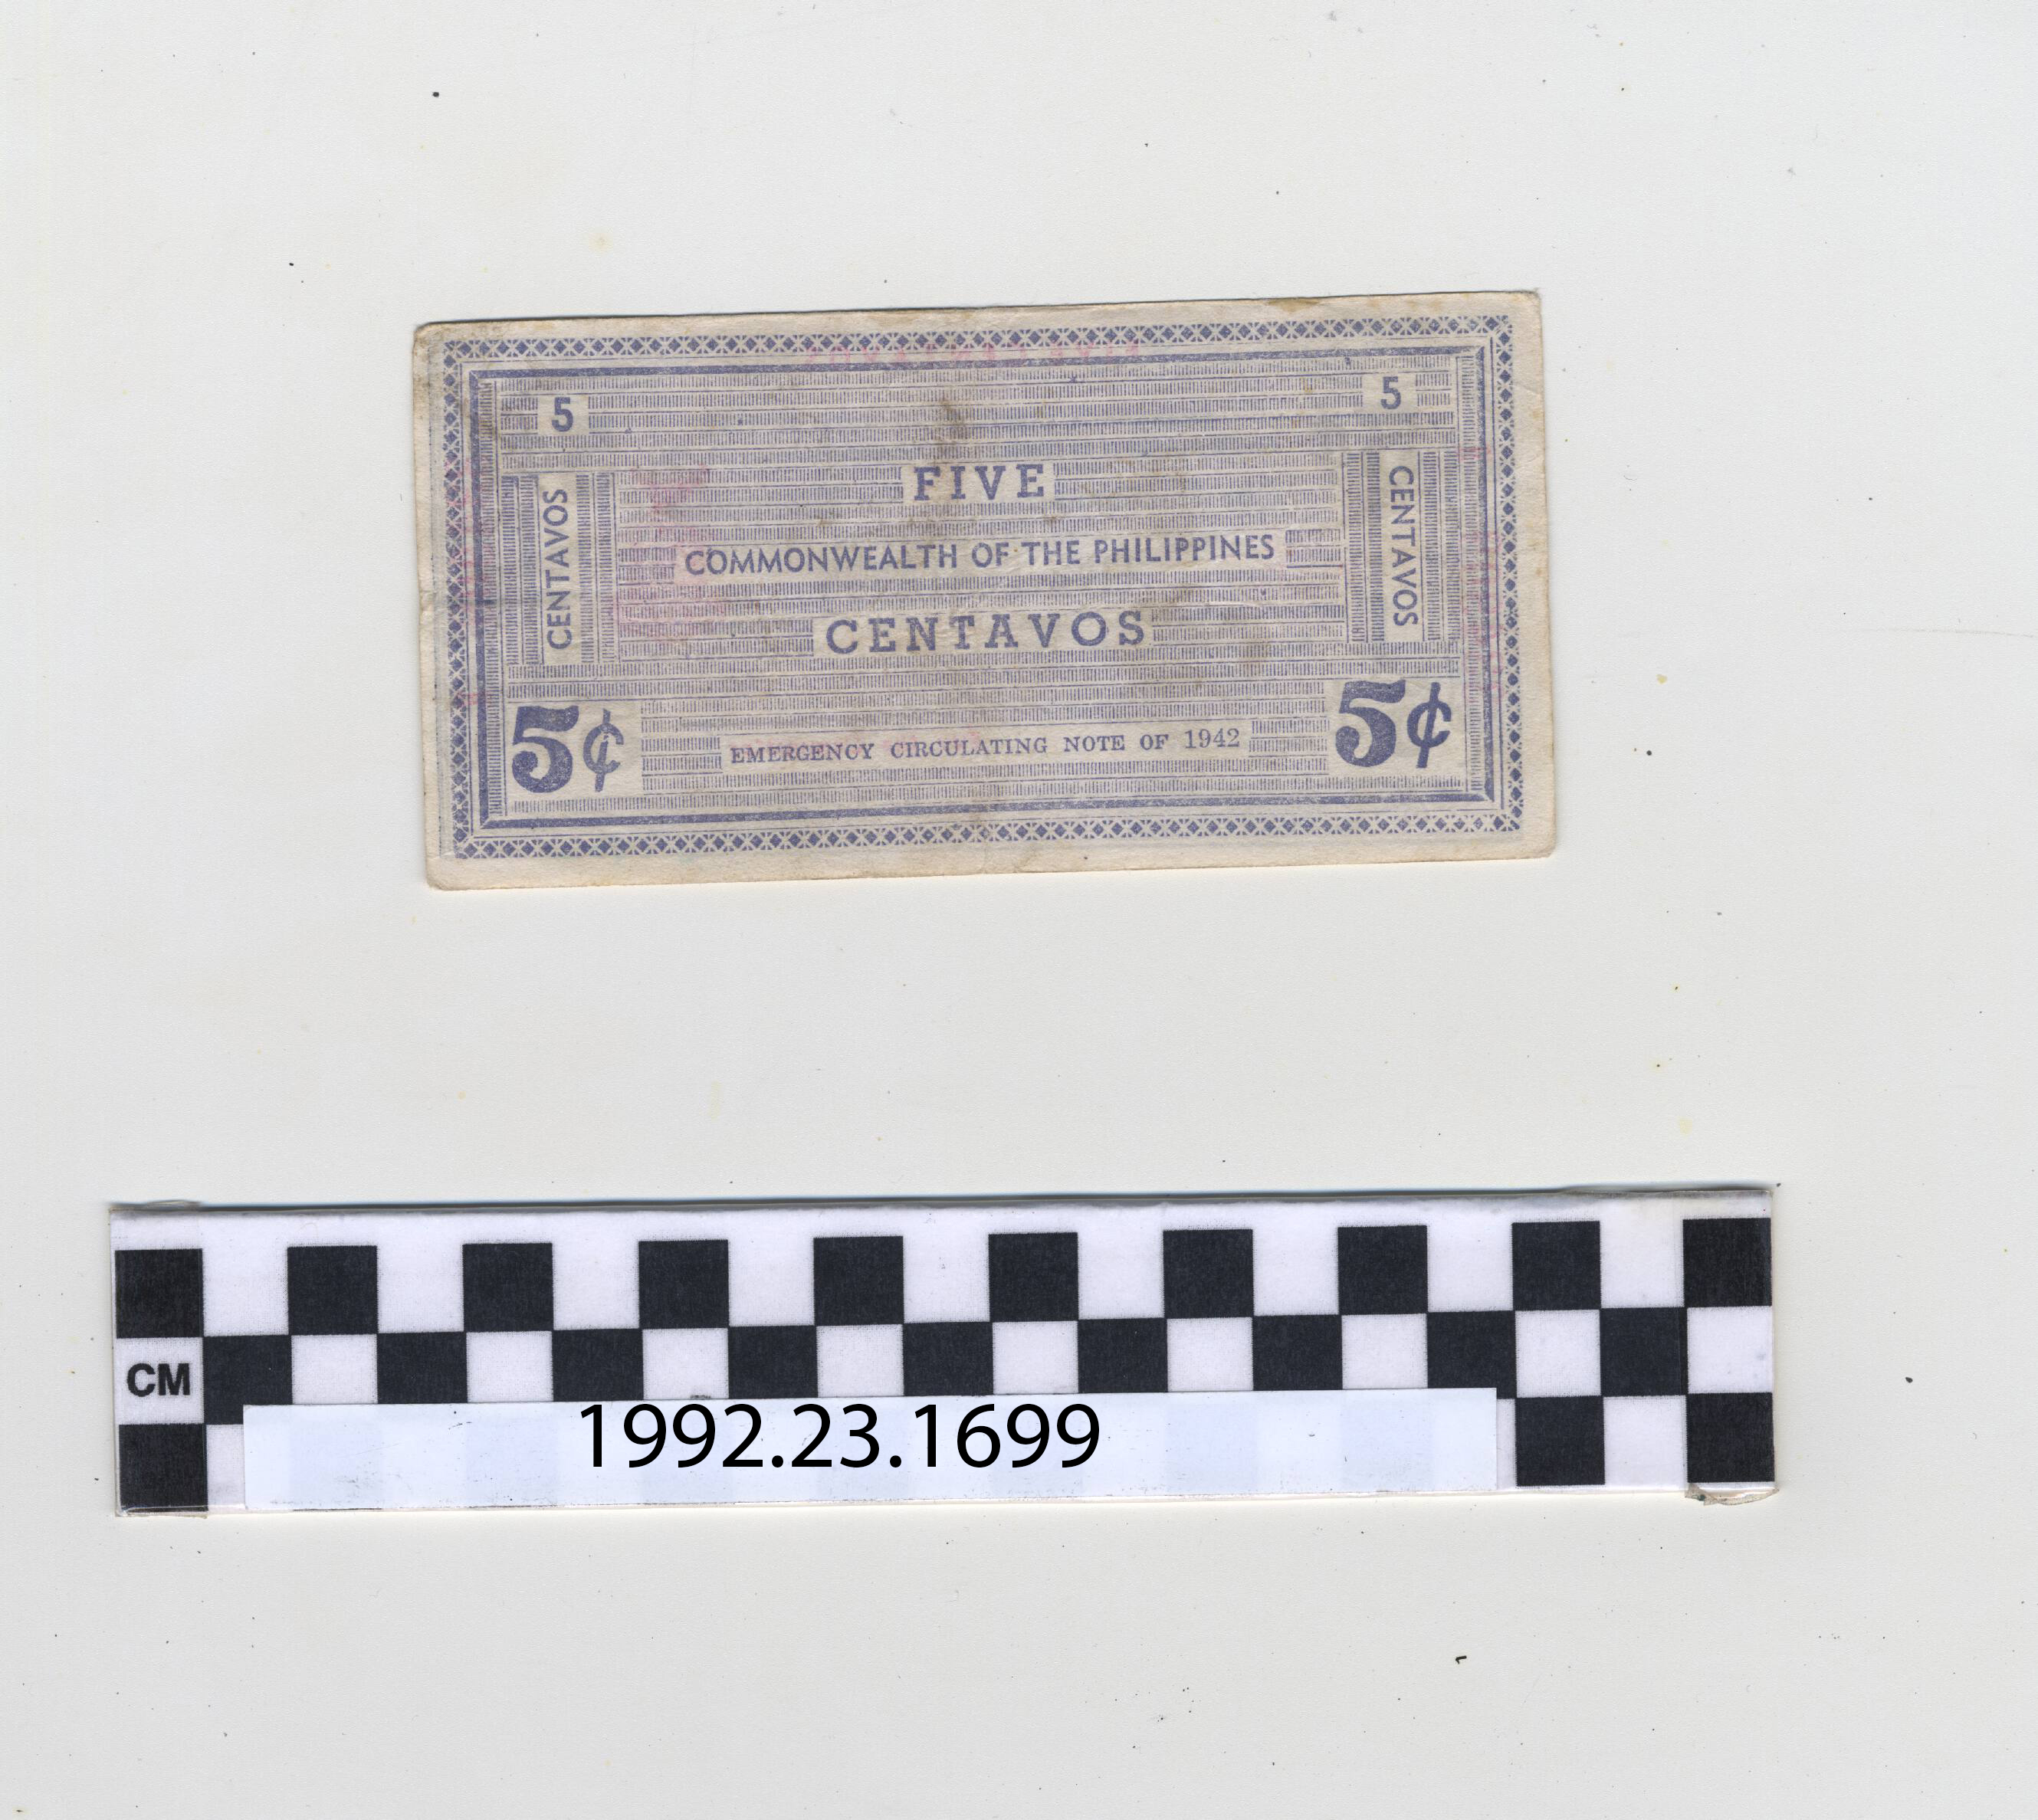 5
5
FIVE
CENTAVOS
COMMONWEALTH OF THE PHILIPPINES
CENTAVOS
CENTAVOS
5¢
EMERGENCY CIRCULATING NOTE OF 1942
5¢
CM
1992.23.1699